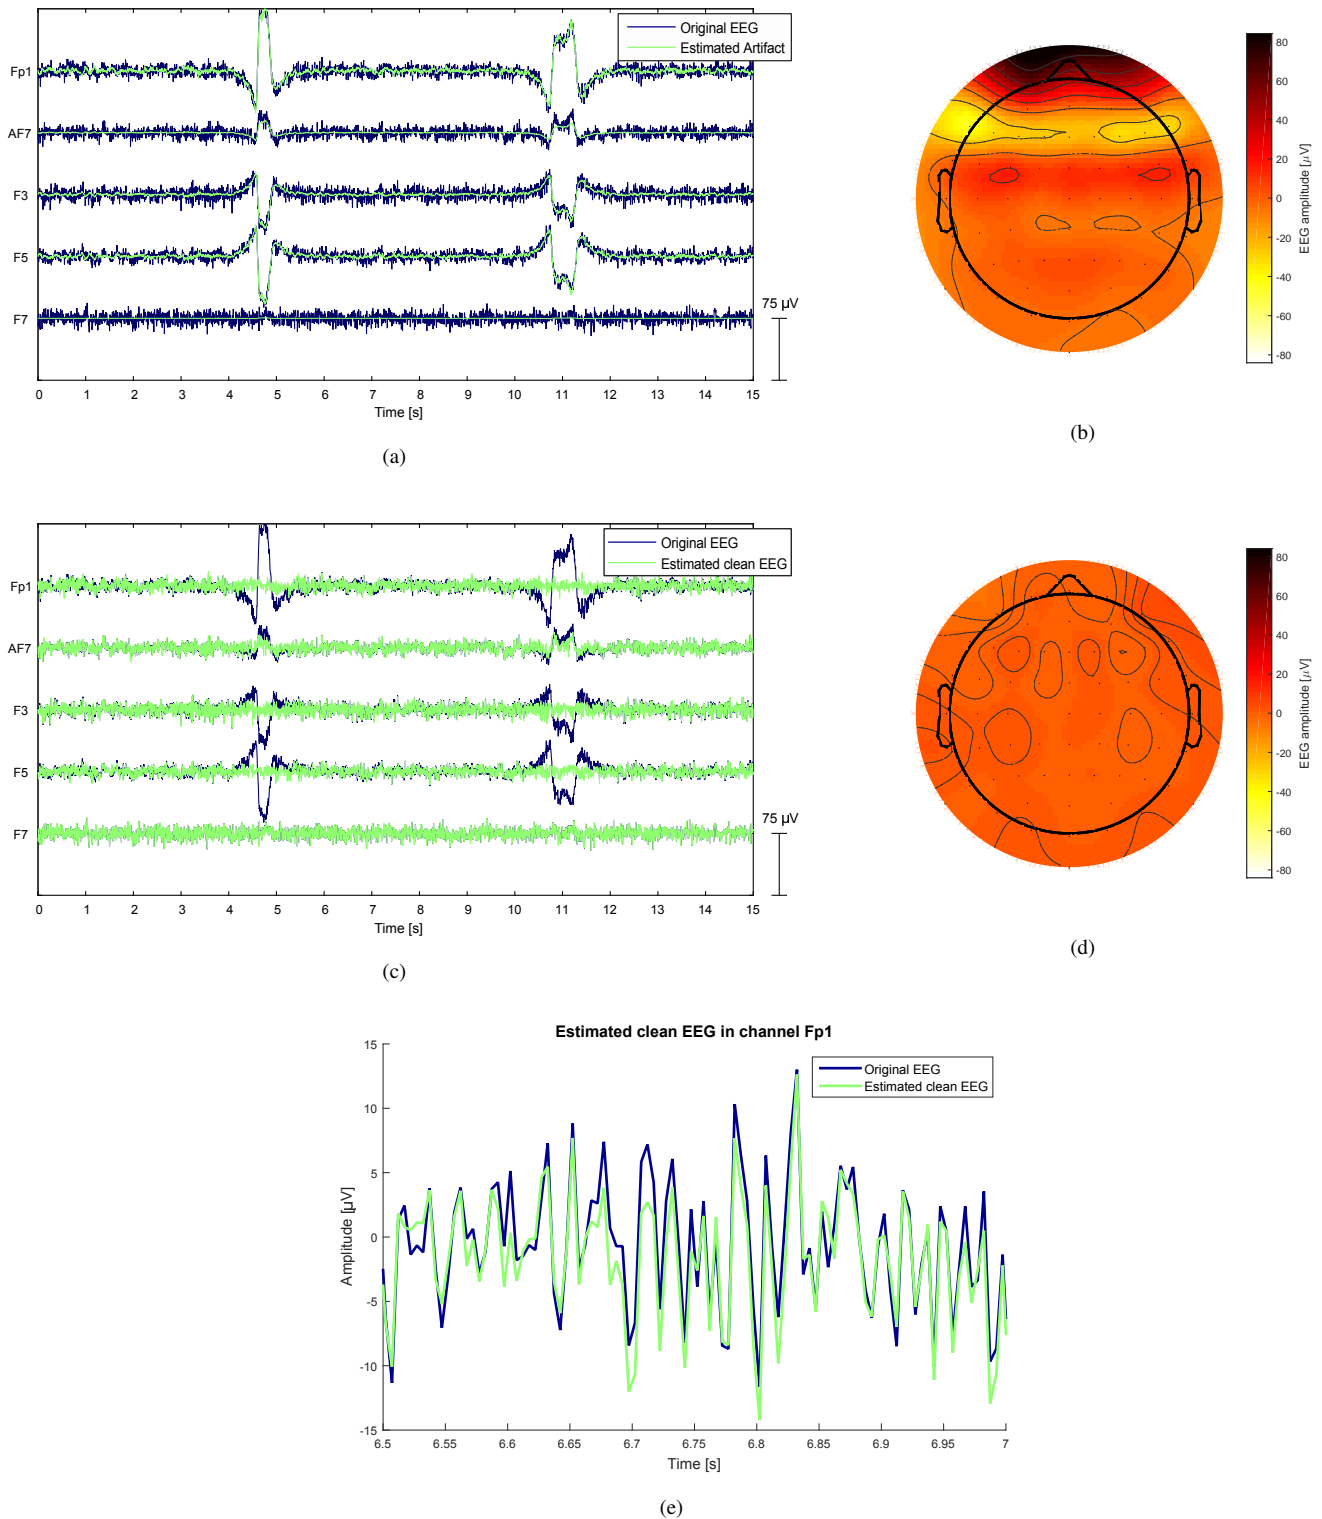 Original EEG
Estimated Artifact
Fp1
AF7
F3
F5
F7
75 μV
0 1 2 3 4 5 6 7 8 9 10 11 12 13 14 15
Time [s]
(a)
80
60
40
20
0
-20
-40
-60
-80
EEG amplitude [μV]
(b)
Original EEG
Estimated clean EEG
Fp1
AF7
F3
F5
F7
75 μV
0 1 2 3 4 5 6 7 8 9 10 11 12 13 14 15
Time [s]
(c)
80
60
40
20
0
-20
-40
-60
-80
EEG amplitude [μV]
(d)
Estimated clean EEG in channel Fp1
Original EEG
Estimated clean EEG
15
10
5
0
-5
-10
-15
Amplitude [μV]
6.5 6.55 6.6 6.65 6.7 6.75 6.8 6.85 6.9 6.95 7
Time [s]
(e)